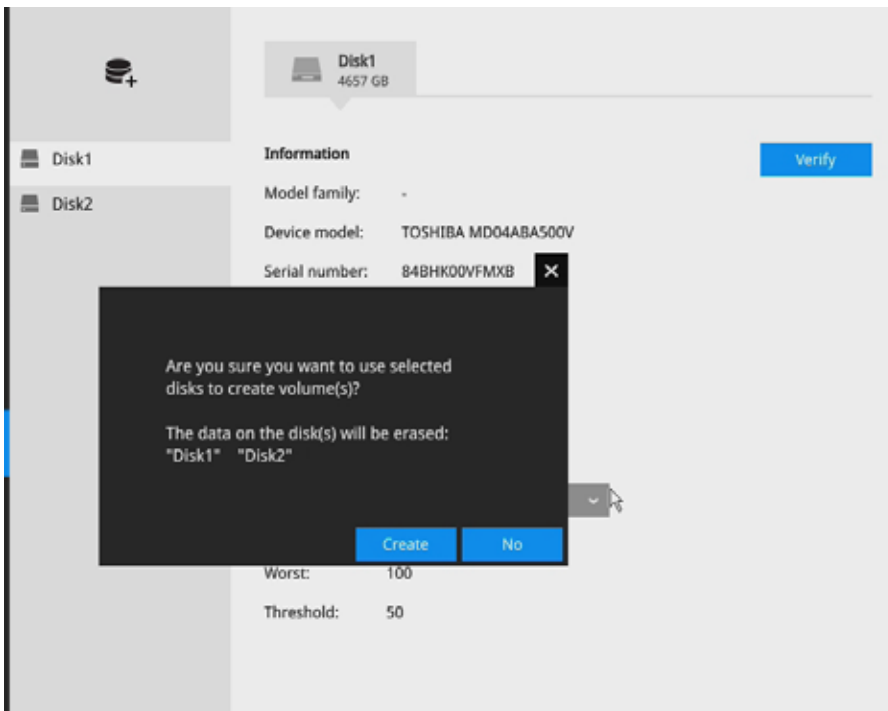 Disk1
4657 GB
Disk1
Disk2
Information
Verify
Model family: -
Device model: TOSHIBA MD04ABA500V
Serial number: 84BHK00VFMXB
Are you sure you want to use selected
disks to create volume(s)?
The data on the disk(s) will be erased:
"Disk1" "Disk2"
Create No
Worst: 100
Threshold: 50